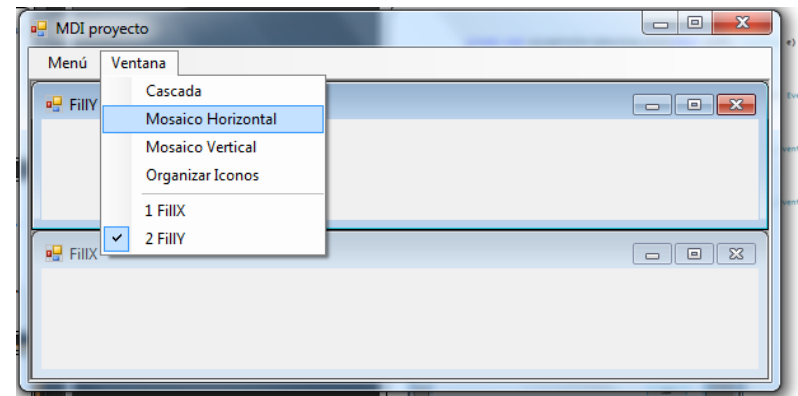 MDI proyecto
Menú Ventana
Cascada
FillY
Mosaico Horizontal
Mosaico Vertical
Organizar Iconos
1 FillX
2 FillY
FillX